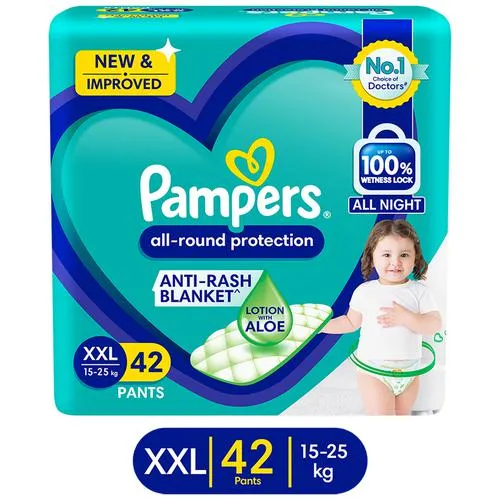 NEW &
IMPROVED
No.1
Choice of
Doctors*
UP TO
100%
WETNESS LOCK
ALL NIGHT
Pampers®
all-round protection
ANTI-RASH
BLANKET^
LOTION
WITH
ALOE
XXL
15-25 kg
42
PANTS
XXL
42
Pants
15-25
kg